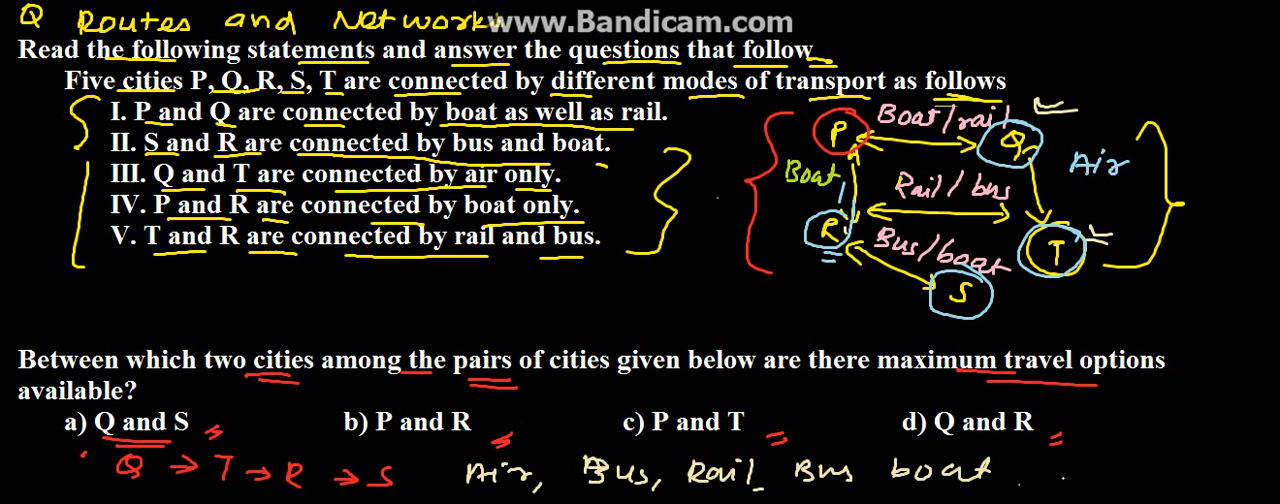 Q Routes and Network
www.Bandicam.com
Read the following statements and answer the questions that follow
Five cities P, Q, R, S, T are connected by different modes of transport as follows
I. P and Q are connected by boat as well as rail.
II. S and R are connected by bus and boat.
III. Q and T are connected by air only.
IV. P and R are connected by boat only.
V. T and R are connected by rail and bus.
P Boat/rail Q
Air
Boat Rail/bus
R Bus/boat T
S
Between which two cities among the pairs of cities given below are there maximum travel options
available?
a) Q and S b) P and R c) P and T d) Q and R
Q → T → R → S Air, Bus, Rail Bus boat